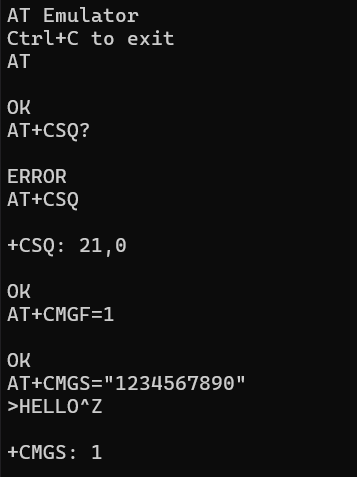 AT Emulator
Ctrl+C to exit
AT
OK
AT+CSQ?
ERROR
AT+CSQ
+CSQ: 21,0
OK
AT+CMGF=1
OK
AT+CMGS="1234567890"
>HELLO^Z
+CMGS: 1